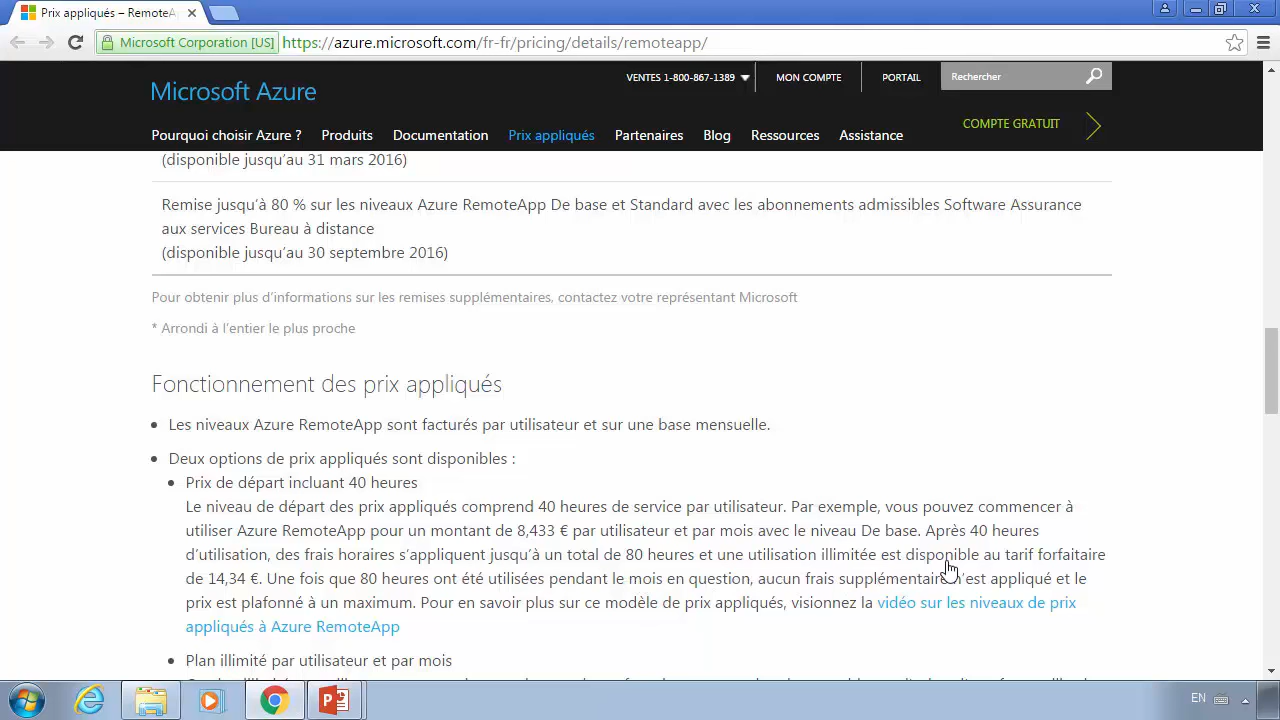 Prix appliqués – RemoteA
Microsoft Corporation [US]
https://azure.microsoft.com/fr-fr/pricing/details/remoteapp/
VENTES 1-800-867-1389
MON COMPTE
PORTAIL
Rechercher
Microsoft Azure
COMPTE GRATUIT
Pourquoi choisir Azure ? Produits Documentation Prix appliqués Partenaires Blog Ressources Assistance
(disponible jusqu'au 31 mars 2016)
Remise jusqu'à 80 % sur les niveaux Azure RemoteApp De base et Standard avec les abonnements admissibles Software Assurance
aux services Bureau à distance
(disponible jusqu'au 30 septembre 2016)
Pour obtenir plus d'informations sur les remises supplémentaires, contactez votre représentant Microsoft
* Arrondi à l'entier le plus proche
Fonctionnement des prix appliqués
• Les niveaux Azure RemoteApp sont facturés par utilisateur et sur une base mensuelle.
• Deux options de prix appliqués sont disponibles :
• Prix de départ incluant 40 heures
Le niveau de départ des prix appliqués comprend 40 heures de service par utilisateur. Par exemple, vous pouvez commencer à
utiliser Azure RemoteApp pour un montant de 8,433 € par utilisateur et par mois avec le niveau De base. Après 40 heures
d'utilisation, des frais horaires s'appliquent jusqu'à un total de 80 heures et une utilisation illimitée est disponible au tarif forfaitaire
de 14,34 €. Une fois que 80 heures ont été utilisées pendant le mois en question, aucun frais supplémentaire n'est appliqué et le
prix est plafonné à un maximum. Pour en savoir plus sur ce modèle de prix appliqués, visionnez la vidéo sur les niveaux de prix
appliqués à Azure RemoteApp
• Plan illimité par utilisateur et par mois
EN